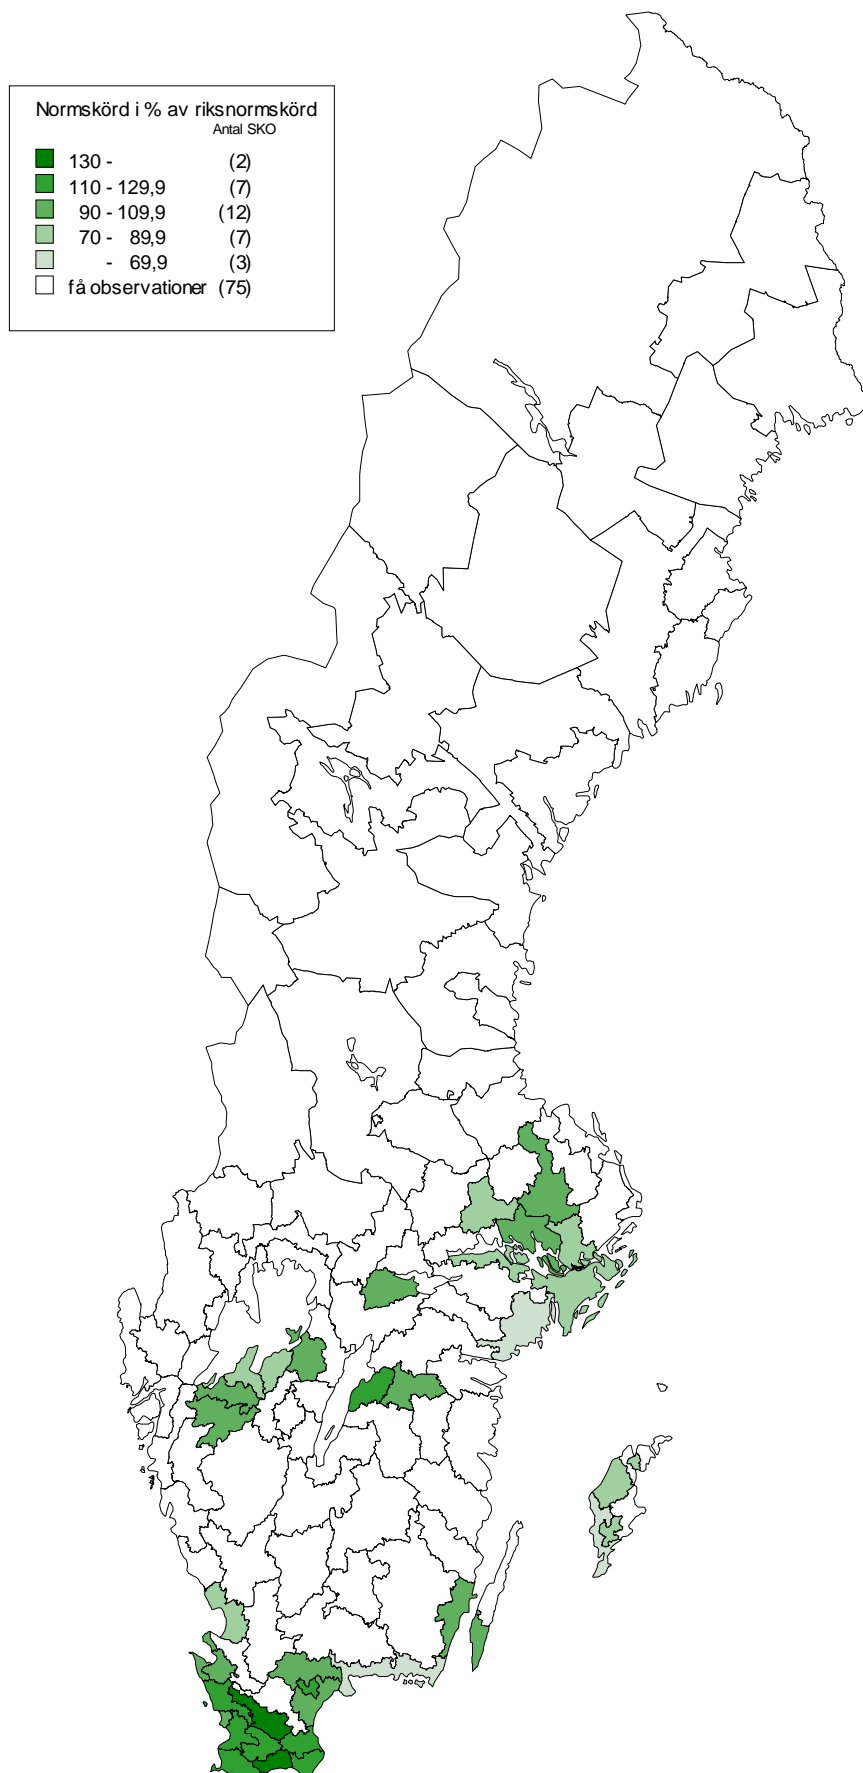 Normskörd i % av riksnormskörd
Antal SKO
130 - (2)
110 - 129,9 (7)
90 - 109,9 (12)
70 - 89,9 (7)
- 69,9 (3)
få observationer (75)